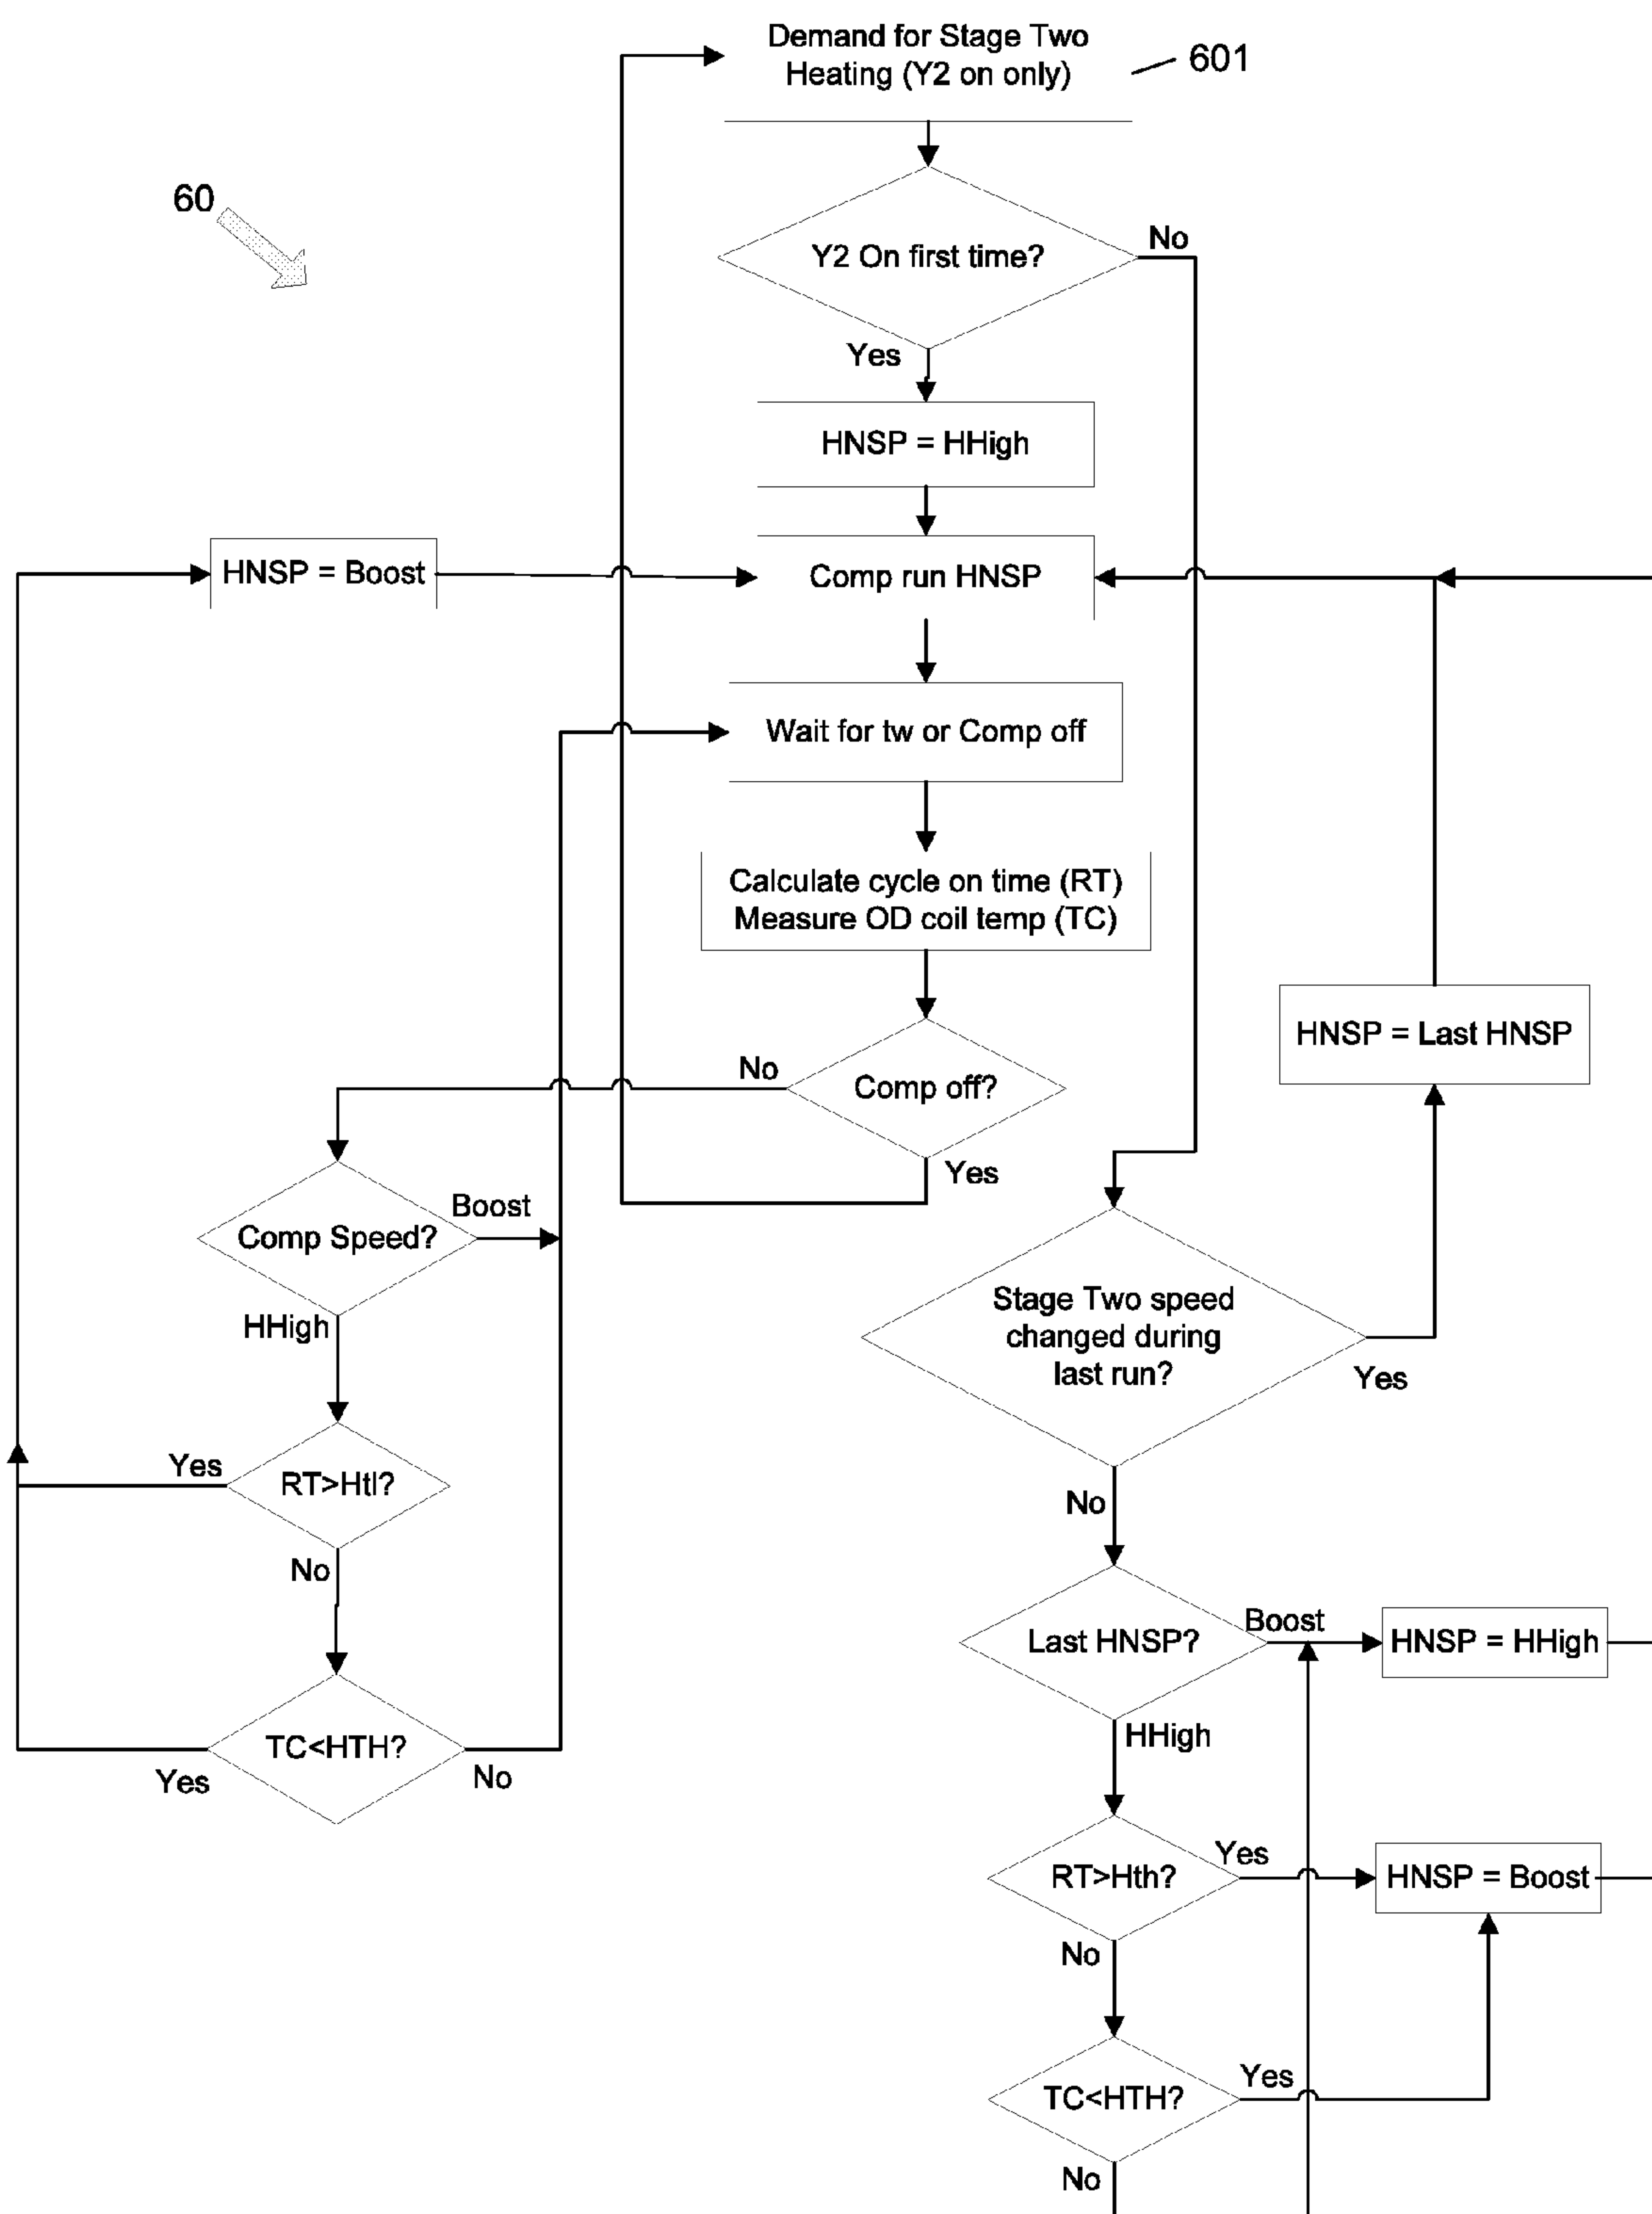 Demand for Stage Two
Heating (Y2 on only)
601
60
Y2 On first time?
No
Yes
HNSP = HHigh
HNSP = Boost
Comp run HNSP
Wait for tw or Comp off
Calculate cycle on time (RT)
Measure OD coil temp (TC)
HNSP = Last HNSP
No
Comp off?
Yes
Comp Speed?
Boost
HHigh
Stage Two speed
changed during
last run?
Yes
Yes
RT>Htl?
No
No
Last HNSP?
Boost
HNSP = HHigh
HHigh
TC<HTH?
Yes
No
RT>Hth?
Yes
HNSP = Boost
No
TC<HTH?
Yes
No